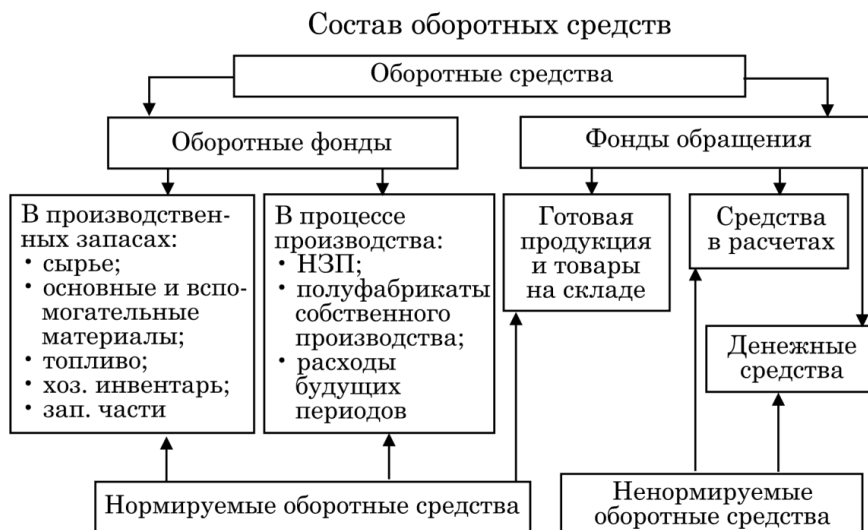 Состав оборотных средств
Оборотные средства
Оборотные фонды
Фонды обращения
В производствен-
ных запасах:
• сырье;
• основные и вспо-
могательные
материалы;
• топливо;
• хоз. инвентарь;
• зап. части
В процессе
производства:
• НЗП;
• полуфабрикаты
собственного
производства;
• расходы
будущих
периодов
Готовая
продукция
и товары
на складе
Средства
в расчетах
Денежные
средства
Нормируемые оборотные средства
Ненормируемые
оборотные средства